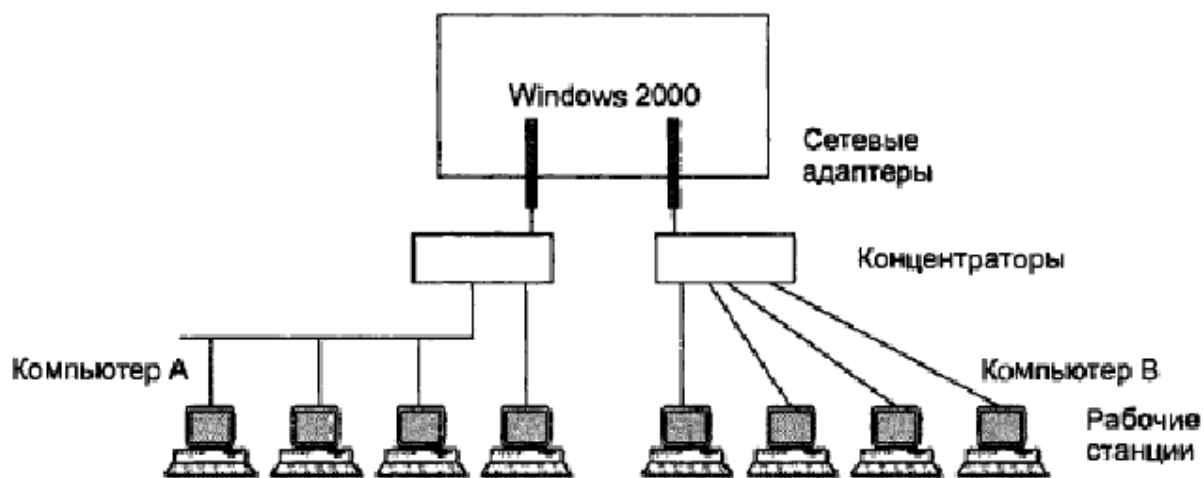 Windows 2000
Сетевые
адаптеры
Концентраторы
Компьютер А
Компьютер В
Рабочие
станции